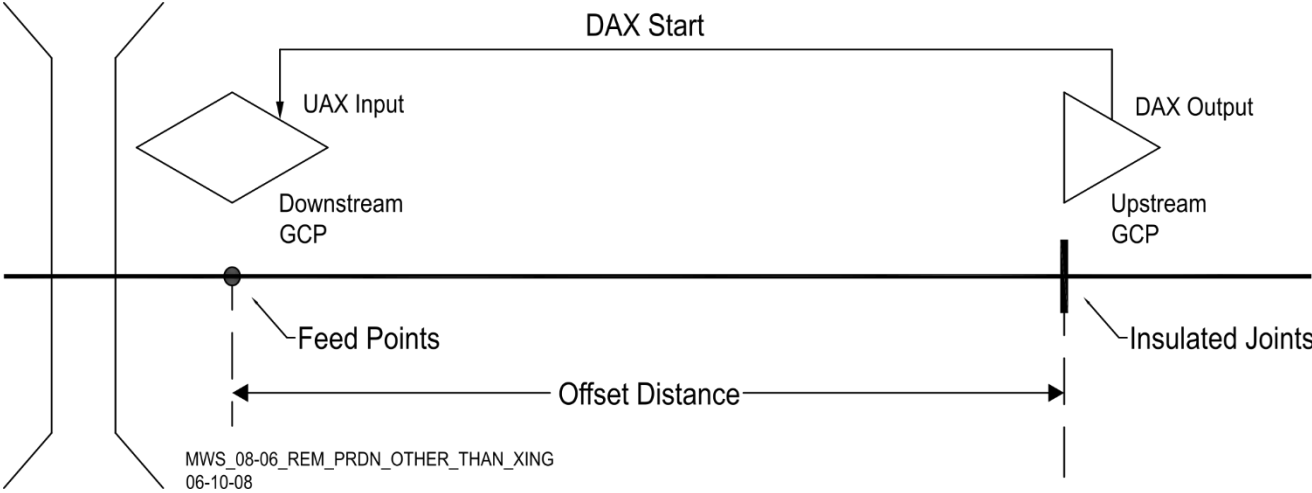 DAX Start
UAX Input
DAX Output
Downstream
GCP
Upstream
GCP
Feed Points
Insulated Joints
Offset Distance
MWS_08-06_REM_PRDN_OTHER_THAN_XING
06-10-08